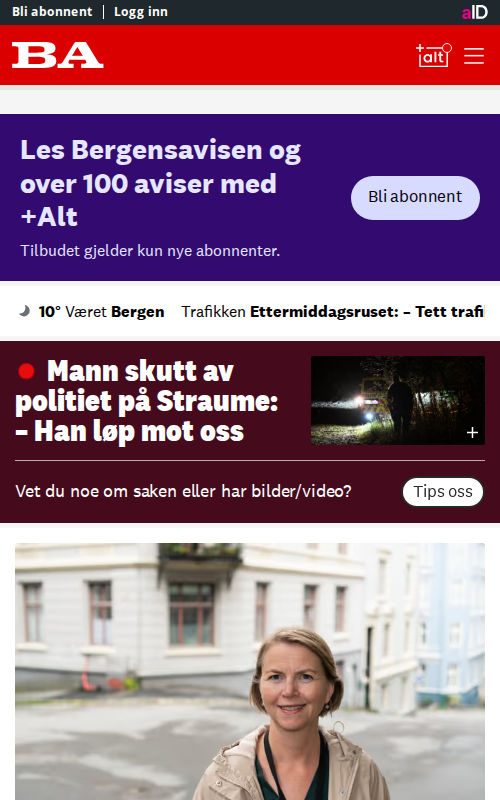 Bli abonnent | Logg inn
aID
BA
+alt
Les Bergensavisen og
over 100 aviser med
+Alt
Bli abonnent
Tilbudet gjelder kun nye abonnenter.
10° Været Bergen Trafikken Ettermiddagsruset: – Tett trafi
Mann skutt av
politiet på Straume:
– Han løp mot oss
Vet du noe om saken eller har bilder/video?
Tips oss